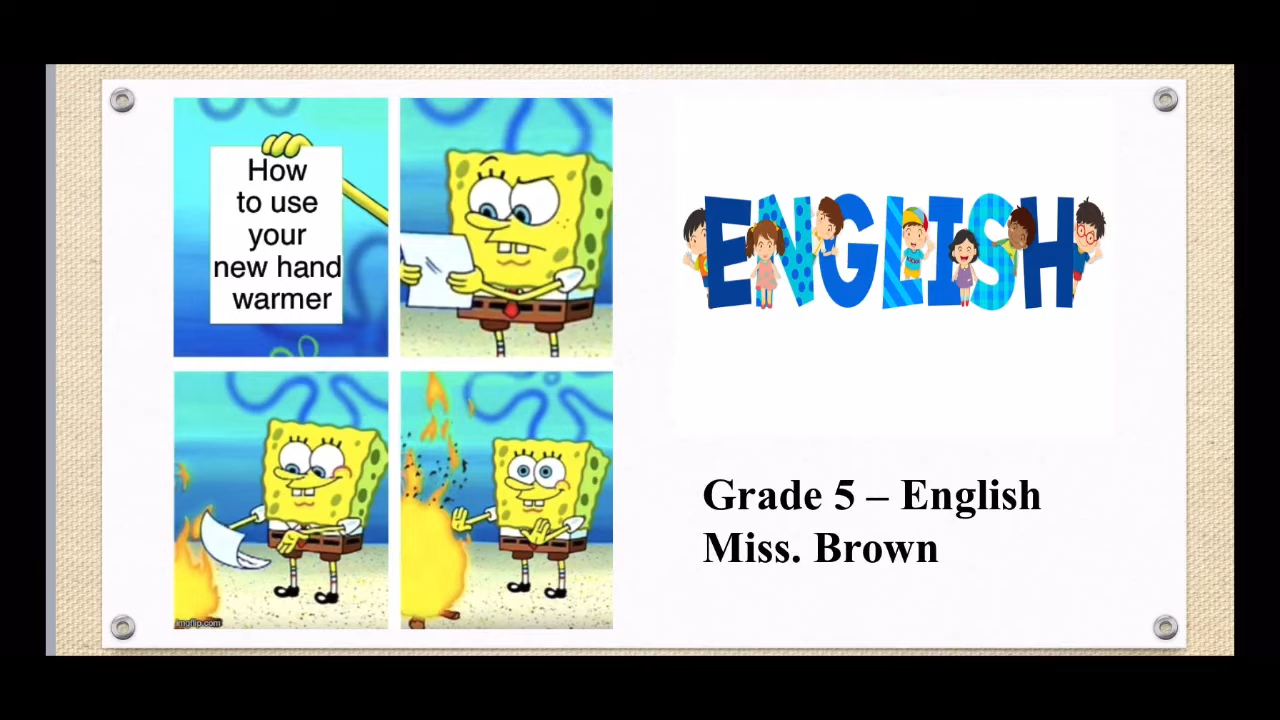 How
to use
your
new hand
warmer
imgflip.com
ENGLISH
Grade 5 – English
Miss. Brown